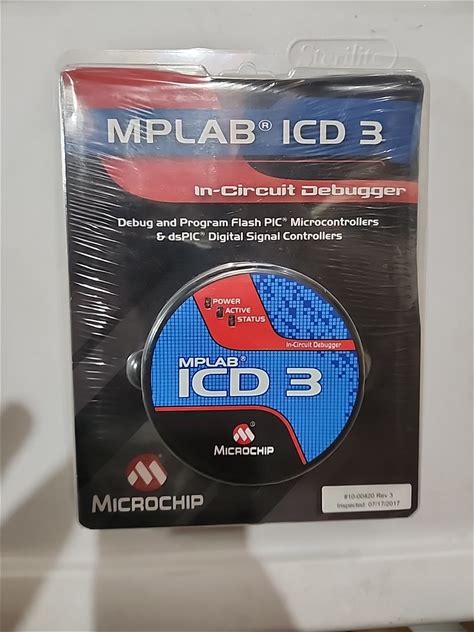 Sterilite
MPLAB® ICD 3
In-Circuit Debugger
Debug and Program Flash PIC® Microcontrollers
& dsPIC® Digital Signal Controllers
POWER
ACTIVE
STATUS
In-Circuit Debugger
MPLAB®
ICD 3
MICROCHIP
MICROCHIP
#10-00420 Rev 3
Inspected: 07/17/2017